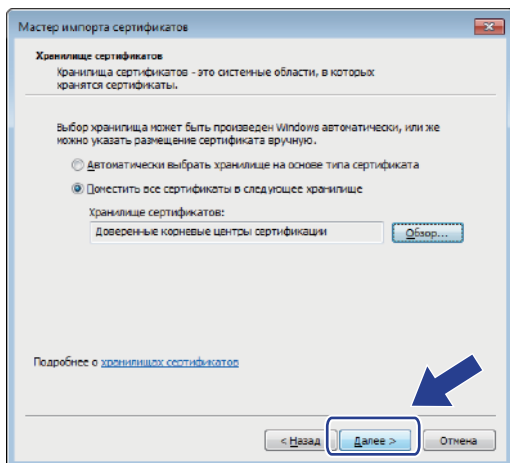 Мастер импорта сертификатов
Хранилище сертификатов
Хранилища сертификатов - это системные области, в которых
хранятся сертификаты.
Выбор хранилища может быть произведен Windows автоматически, или же
можно указать размещение сертификата вручную.
Автоматически выбрать хранилище на основе типа сертификата
Поместить все сертификаты в следующее хранилище
Хранилище сертификатов:
Доверенные корневые центры сертификации
Обзор...
Подробнее о хранилищах сертификатов
< Назад
Далее >
Отмена